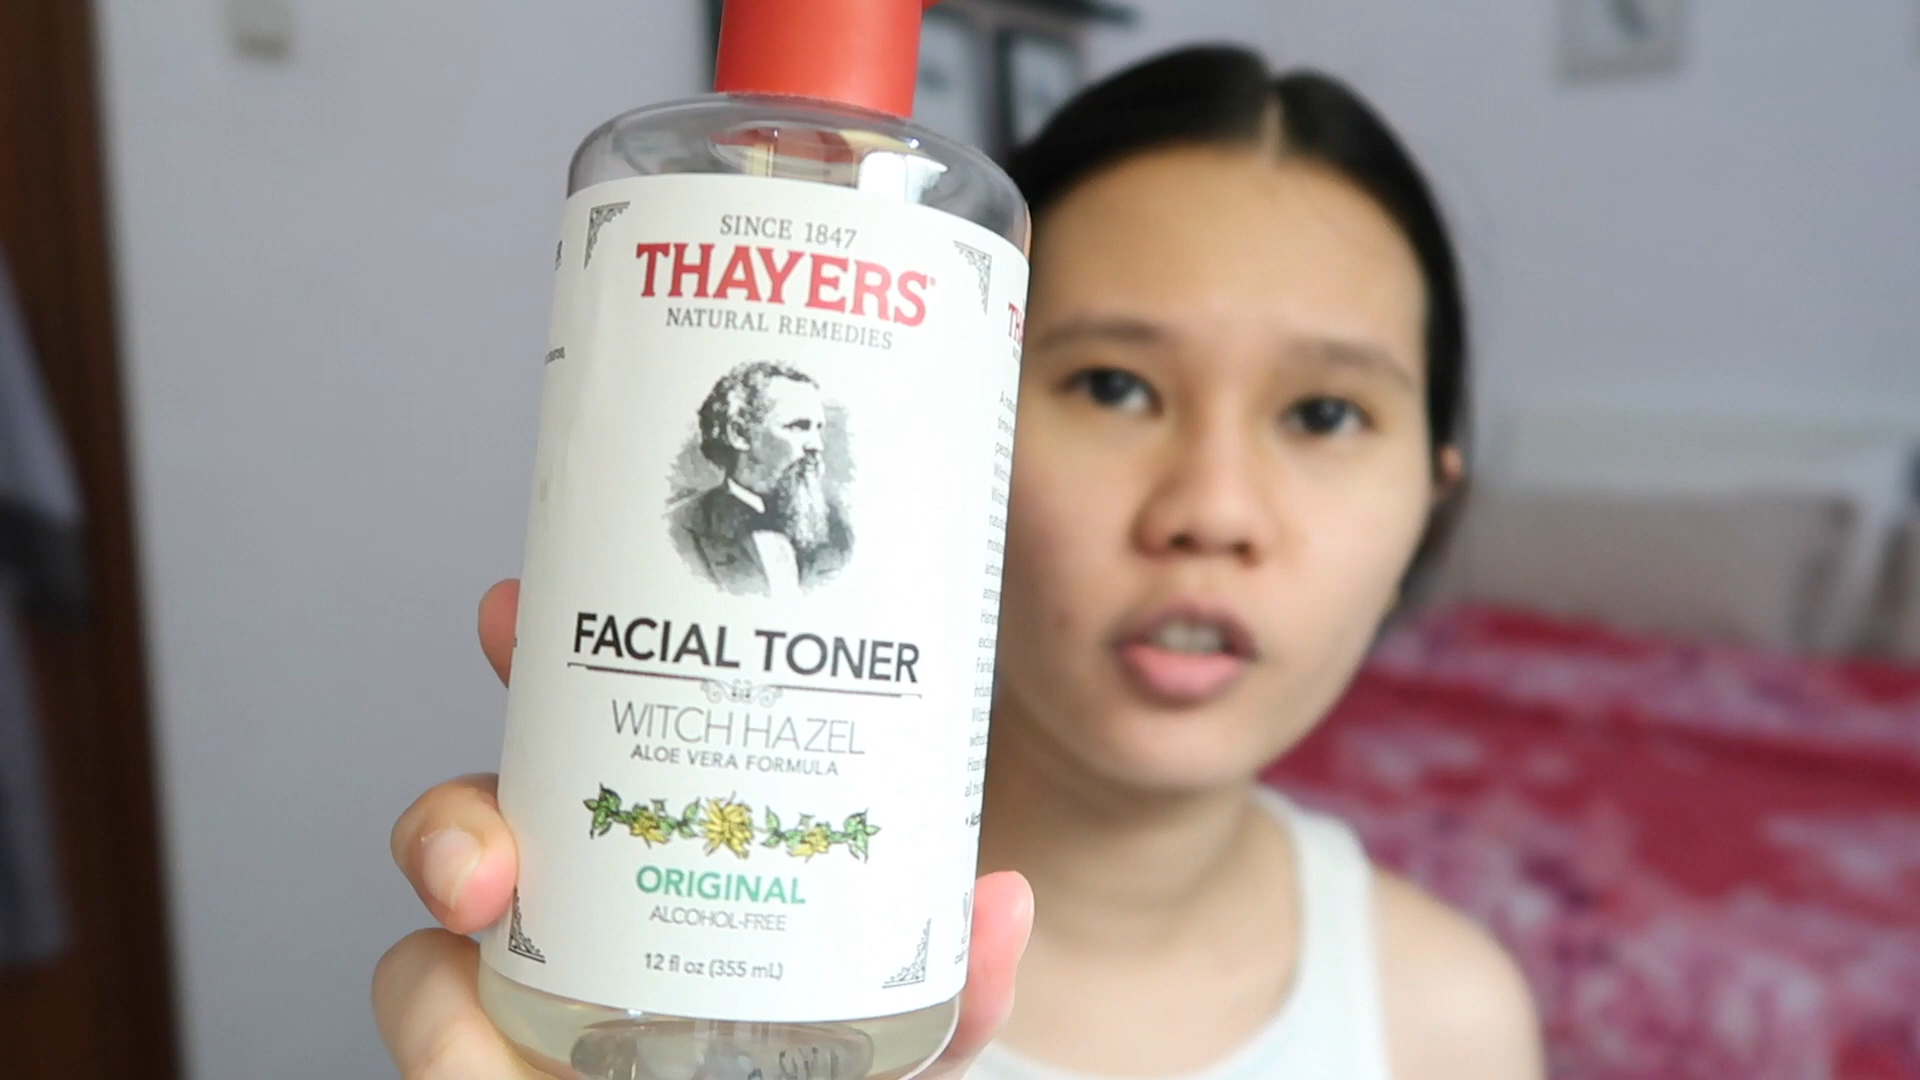 SINCE 1847
THAYERS
NATURAL REMEDIES
FACIAL TONER
WITCH HAZEL
ALOE VERA FORMULA
ORIGINAL
ALCOHOL-FREE
12 fl oz (355 mL)